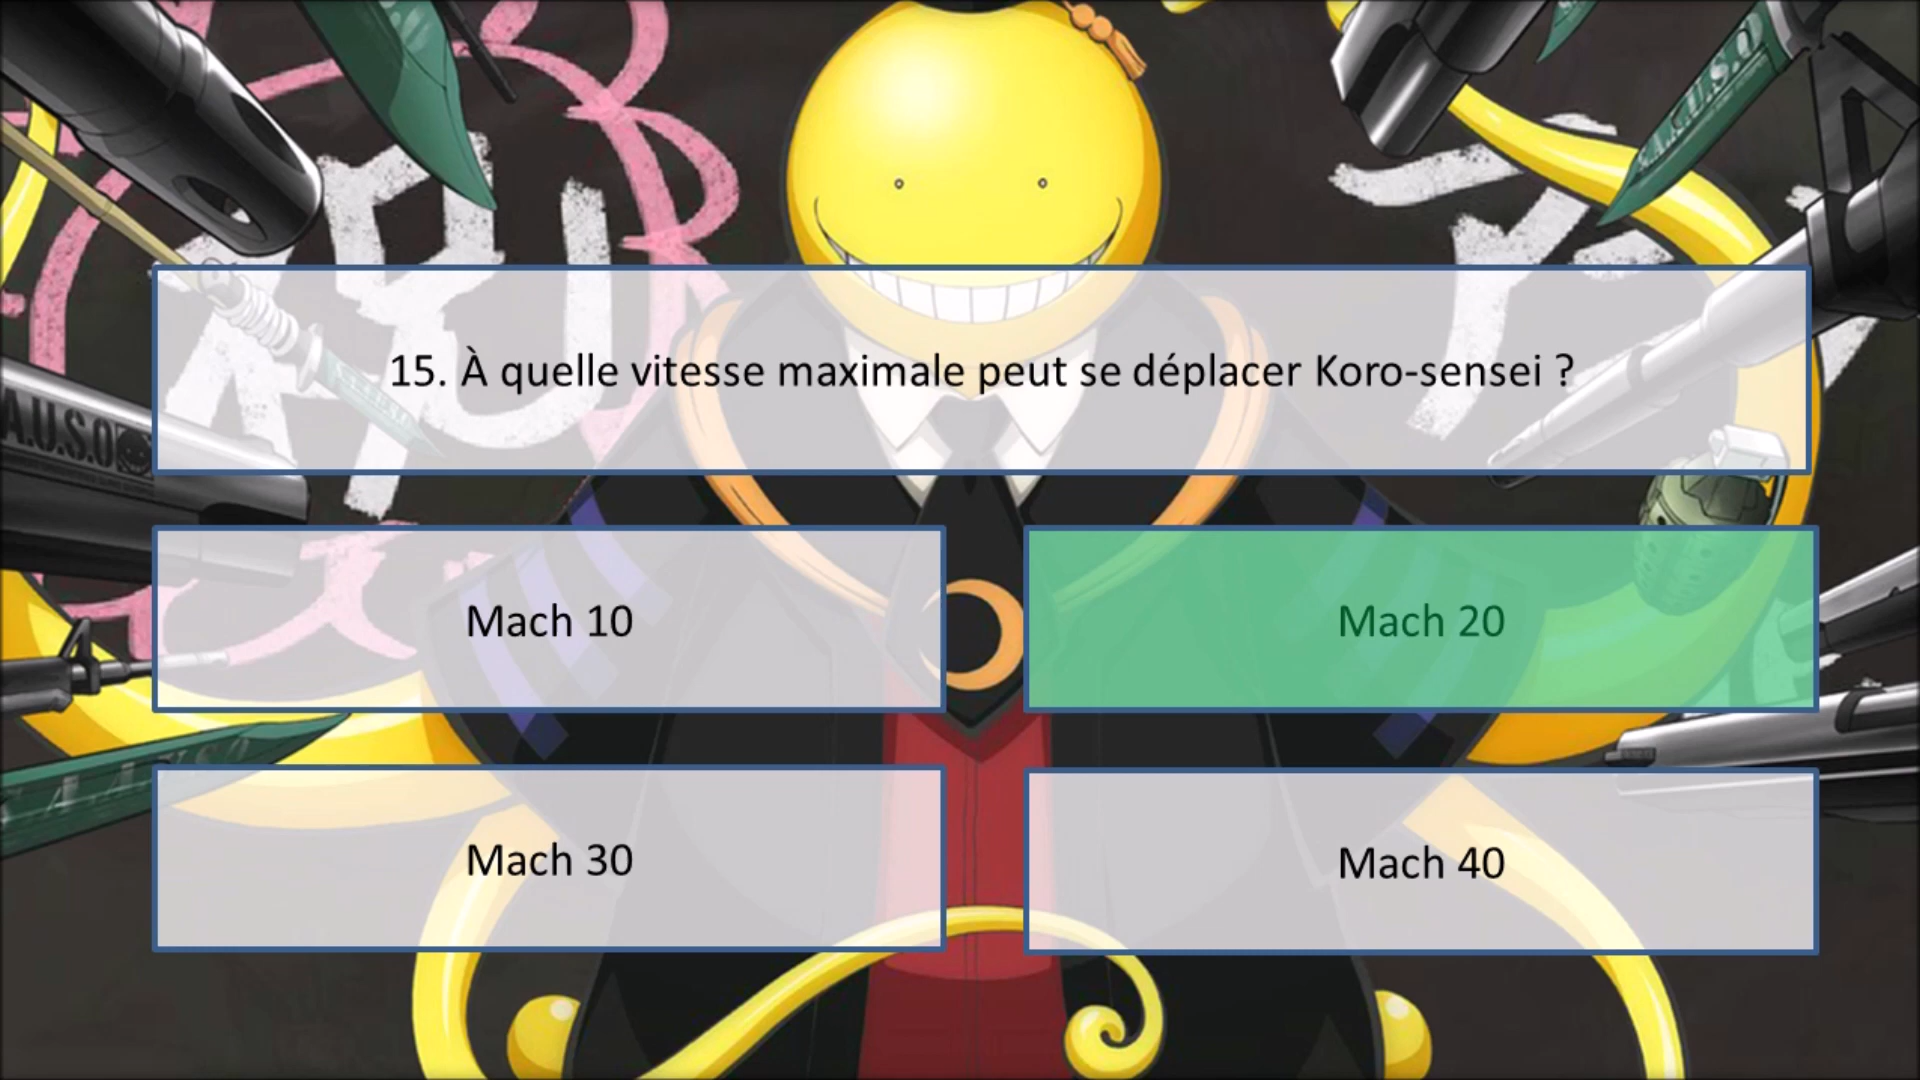 S.A.A.U.S.O
A.U.S.O
15. À quelle vitesse maximale peut se déplacer Koro-sensei ?
Mach 10
Mach 20
Mach 30
Mach 40